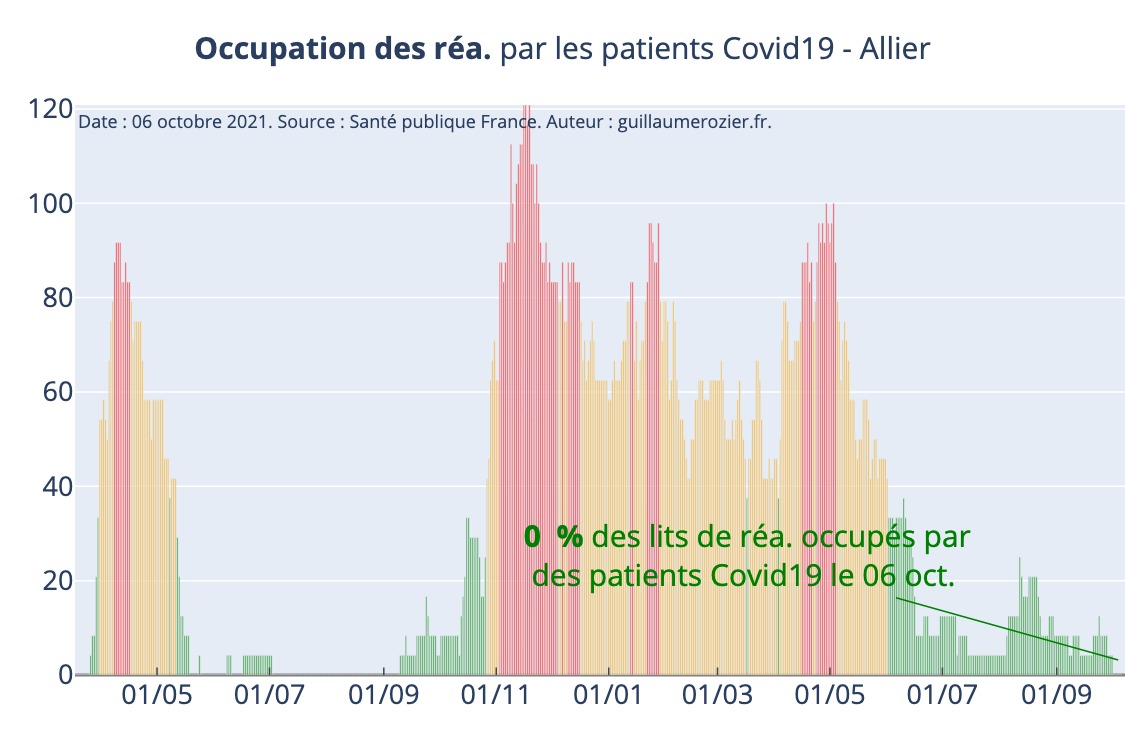 Occupation des réa. par les patients Covid19 - Allier
120
Date : 06 octobre 2021. Source : Santé publique France. Auteur : guillaumerozier.fr.
100
80
60
40
0 % des lits de réa. occupés par
des patients Covid19 le 06 oct.
20
0
01/05 01/07 01/09 01/11 01/01 01/03 01/05 01/07 01/09